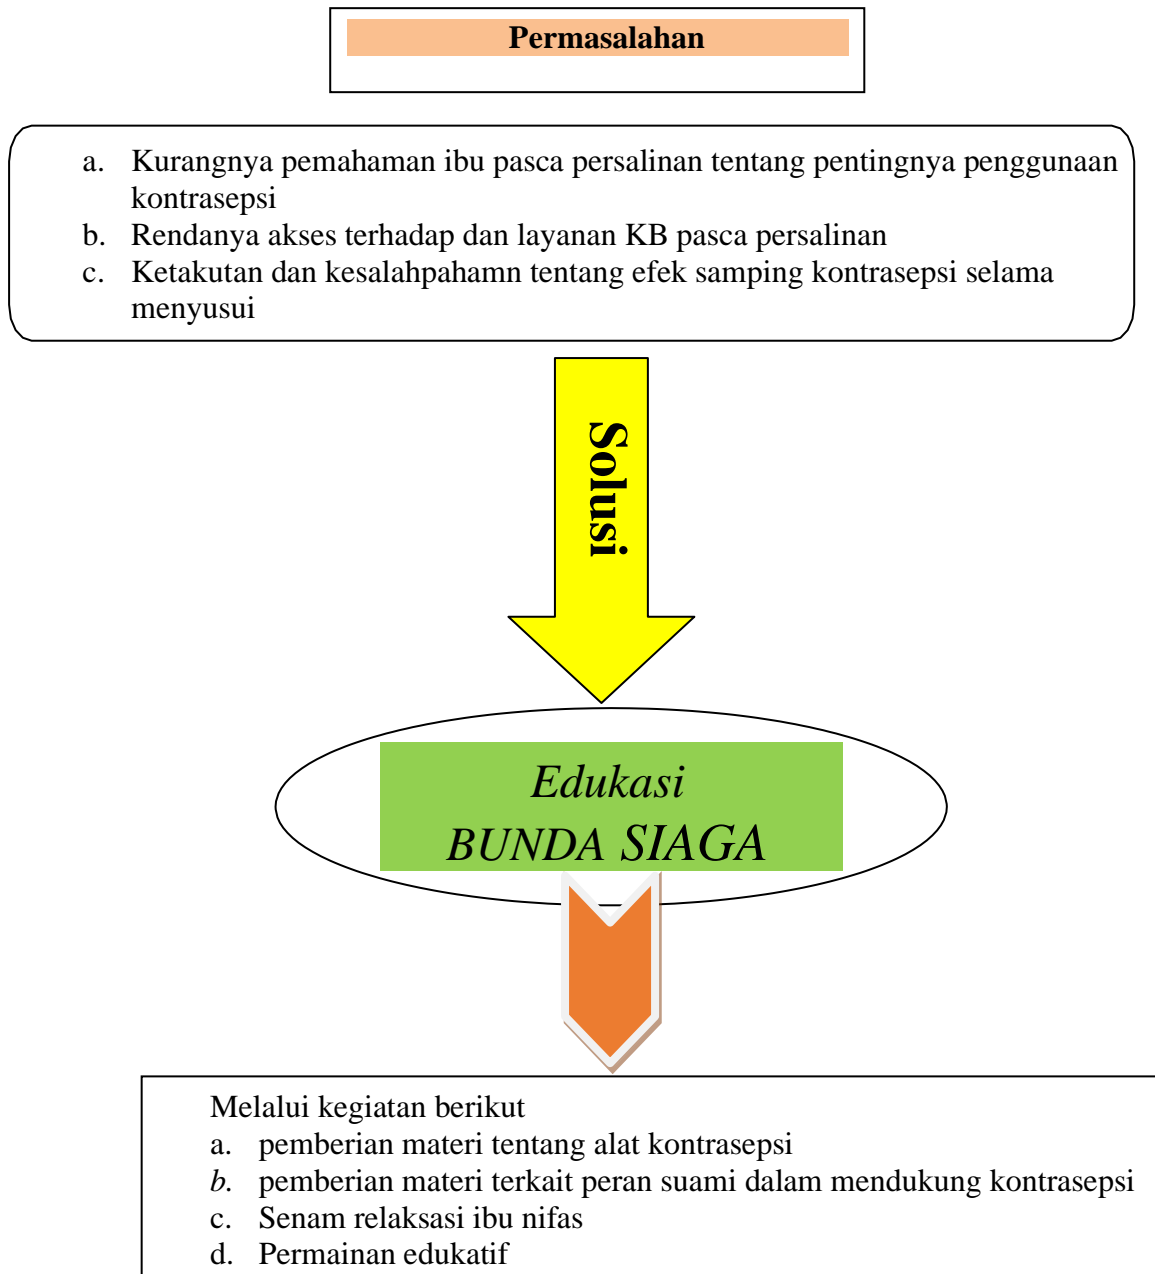 Permasalahan
a. Kurangnya pemahaman ibu pasca persalinan tentang pentingnya penggunaan
kontrasepsi
b. Rendanya akses terhadap dan layanan KB pasca persalinan
c. Ketakutan dan kesalahpahamn tentang efek samping kontrasepsi selama
menyusui
Solusi
Edukasi
BUNDA SIAGA
Melalui kegiatan berikut
a. pemberian materi tentang alat kontrasepsi
b. pemberian materi terkait peran suami dalam mendukung kontrasepsi
c. Senam relaksasi ibu nifas
d. Permainan edukatif